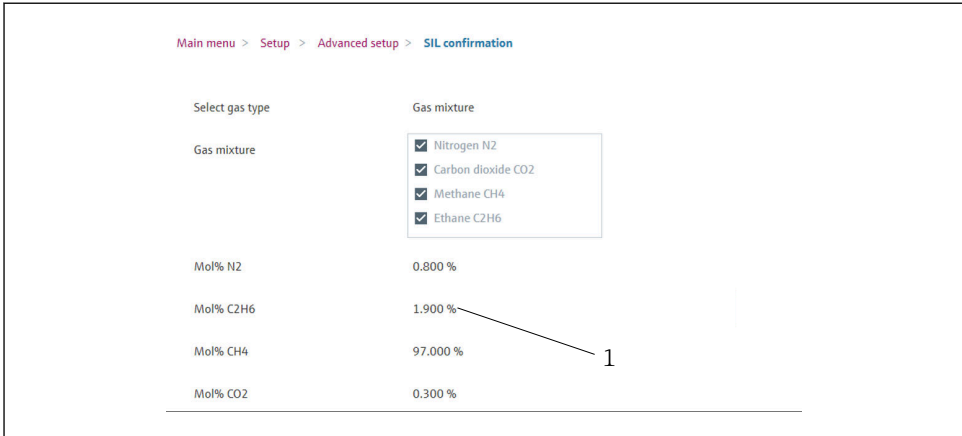 Main menu > Setup > Advanced setup > SIL confirmation
Select gas type Gas mixture
Gas mixture
Nitrogen N2
Carbon dioxide CO2
Methane CH4
Ethane C2H6
Mol% N2 0.800 %
Mol% C2H6 1.900 %
1
Mol% CH4 97.000 %
Mol% CO2 0.300 %